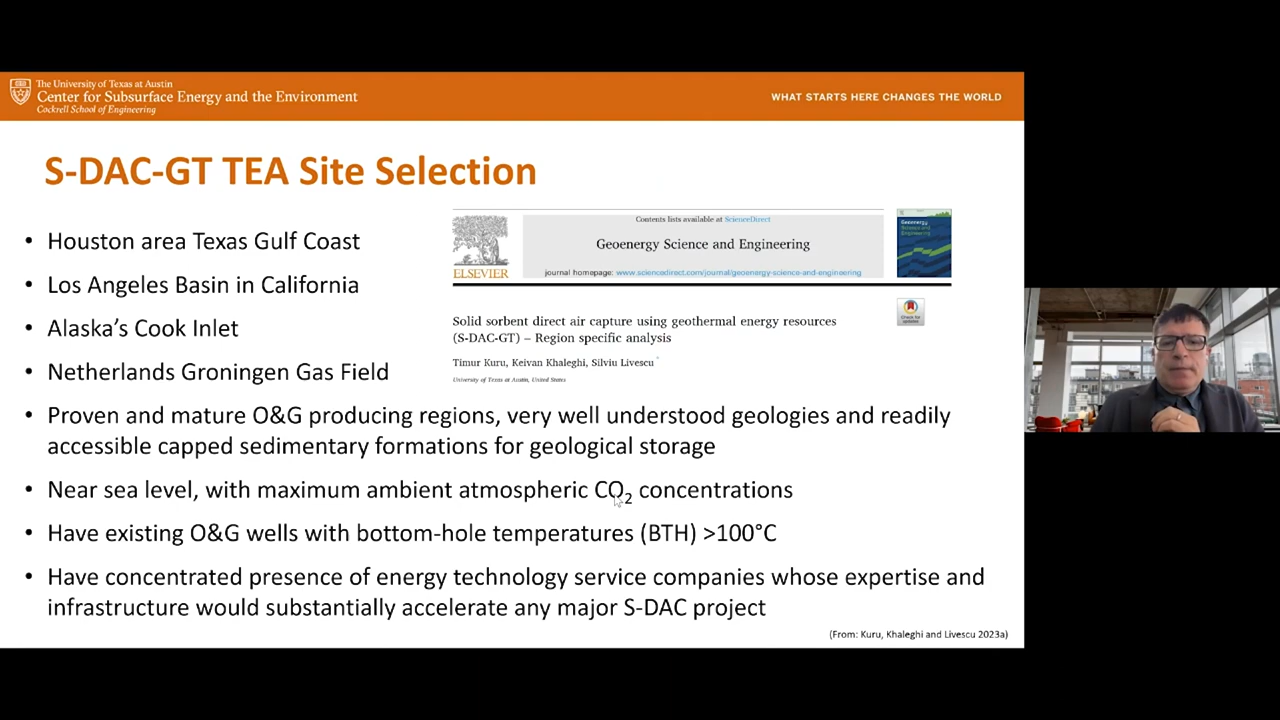 The University of Texas at Austin
Center for Subsurface Energy and the Environment
Cockrell School of Engineering
WHAT STARTS HERE CHANGES THE WORLD
S-DAC-GT TEA Site Selection
• Houston area Texas Gulf Coast
• Los Angeles Basin in California
• Alaska's Cook Inlet
• Netherlands Groningen Gas Field
Contents lists available at ScienceDirect
Geoenergy Science and Engineering
journal homepage: www.sciencedirect.com/journal/geoenergy-science-and-engineering
ELSEVIER
Geoenergy
Science and
Engineering
Check for
updates
Solid sorbent direct air capture using geothermal energy resources
(S-DAC-GT) – Region specific analysis
Timur Kuru, Keivan Khaleghi, Silviu Livescu *
University of Texas at Austin, United States
• Proven and mature O&G producing regions, very well understood geologies and readily
accessible capped sedimentary formations for geological storage
• Near sea level, with maximum ambient atmospheric CO₂ concentrations
• Have existing O&G wells with bottom-hole temperatures (BTH) >100°C
• Have concentrated presence of energy technology service companies whose expertise and
infrastructure would substantially accelerate any major S-DAC project
(From: Kuru, Khaleghi and Livescu 2023a)